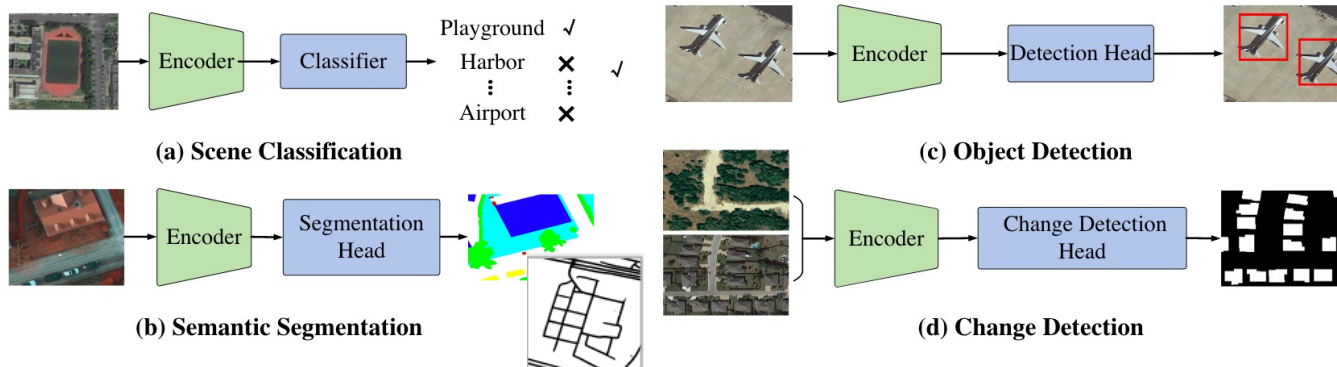 Encoder
Classifier
Playground ✓
Harbor ✕ ✓
⋮ ⋮
Airport ✕
(a) Scene Classification
Encoder
Segmentation
Head
(b) Semantic Segmentation
Encoder
Detection Head
(c) Object Detection
Encoder
Change Detection
Head
(d) Change Detection